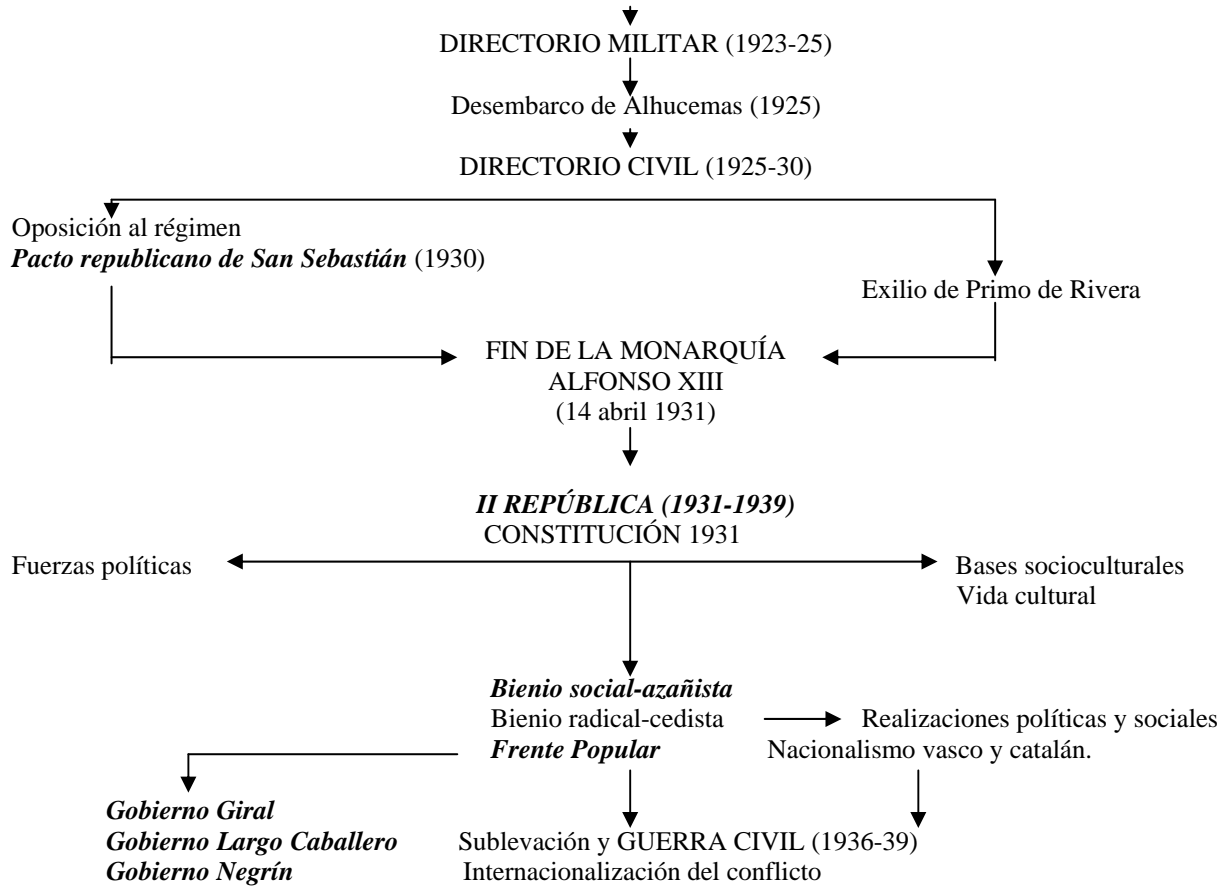 DIRECTORIO MILITAR (1923-25)
Desembarco de Alhucemas (1925)
DIRECTORIO CIVIL (1925-30)
Oposición al régimen
Pacto republicano de San Sebastián (1930)
Exilio de Primo de Rivera
FIN DE LA MONARQUÍA
ALFONSO XIII
(14 abril 1931)
II REPÚBLICA (1931-1939)
CONSTITUCIÓN 1931
Fuerzas políticas
Bases socioculturales
Vida cultural
Bienio social-azañista
Bienio radical-cedista
Realizaciones políticas y sociales
Frente Popular
Nacionalismo vasco y catalán.
Gobierno Giral
Gobierno Largo Caballero
Sublevación y GUERRA CIVIL (1936-39)
Gobierno Negrín
Internacionalización del conflicto